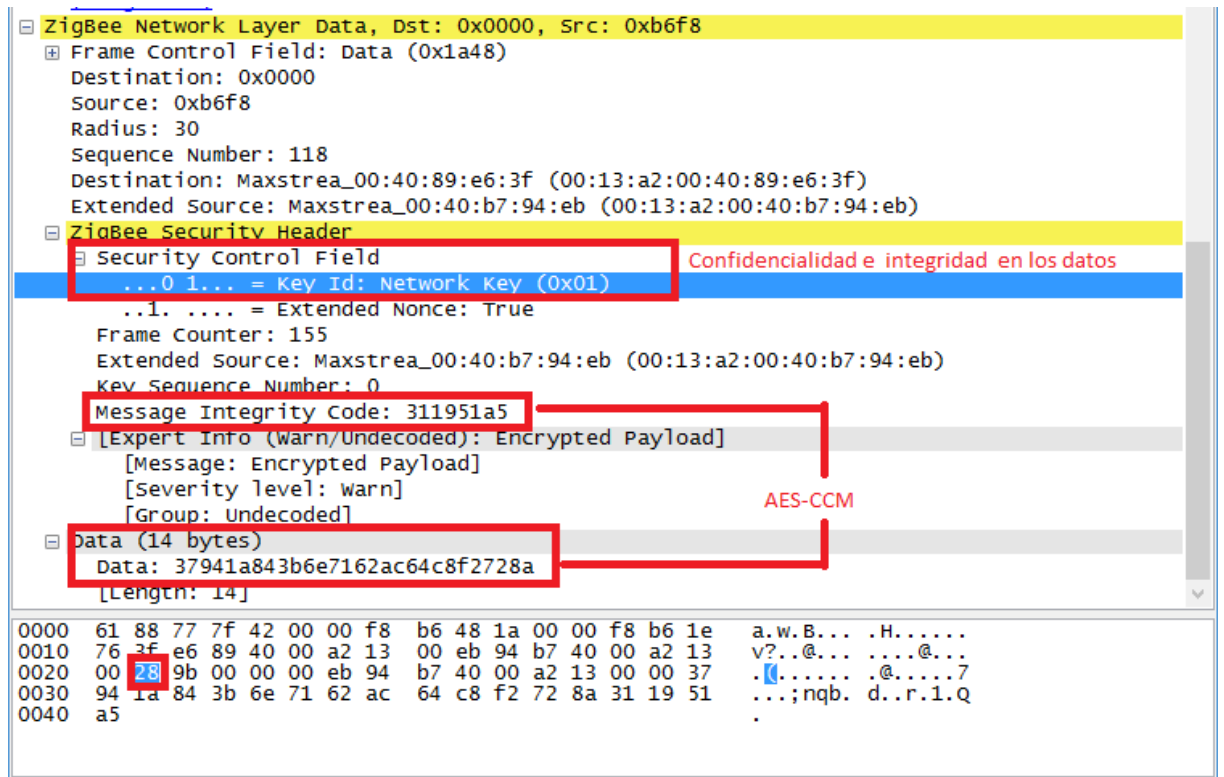 ZigBee Network Layer Data, Dst: 0x0000, Src: 0xb6f8
Frame Control Field: Data (0x1a48)
Destination: 0x0000
Source: 0xb6f8
Radius: 30
Sequence Number: 118
Destination: Maxstrea_00:40:89:e6:3f (00:13:a2:00:40:89:e6:3f)
Extended Source: Maxstrea_00:40:b7:94:eb (00:13:a2:00:40:b7:94:eb)
ZigBee Security Header
Security Control Field
Confidencialidad e integridad en los datos
...0 1... = Key Id: Network Key (0x01)
..1. .... = Extended Nonce: True
Frame Counter: 155
Extended Source: Maxstrea_00:40:b7:94:eb (00:13:a2:00:40:b7:94:eb)
Key Sequence Number: 0
Message Integrity Code: 311951a5
[Expert Info (Warn/Undecoded): Encrypted Payload]
[Message: Encrypted Payload]
[Severity level: Warn]
AES-CCM
[Group: Undecoded]
Data (14 bytes)
Data: 37941a843b6e7162ac64c8f2728a
[Length: 14]
0000 61 88 77 7f 42 00 00 f8 b6 48 1a 00 00 f8 b6 1e a.w.B... .H......
0010 76 3f e6 89 40 00 a2 13 00 eb 94 b7 40 00 a2 13 v?..@... ....@...
0020 00 28 9b 00 00 00 eb 94 b7 40 00 a2 13 00 00 37 .(...... .@.....7
0030 94 1a 84 3b 6e 71 62 ac 64 c8 f2 72 8a 31 19 51 ...;nqb. d..r.1.Q
0040 a5 .